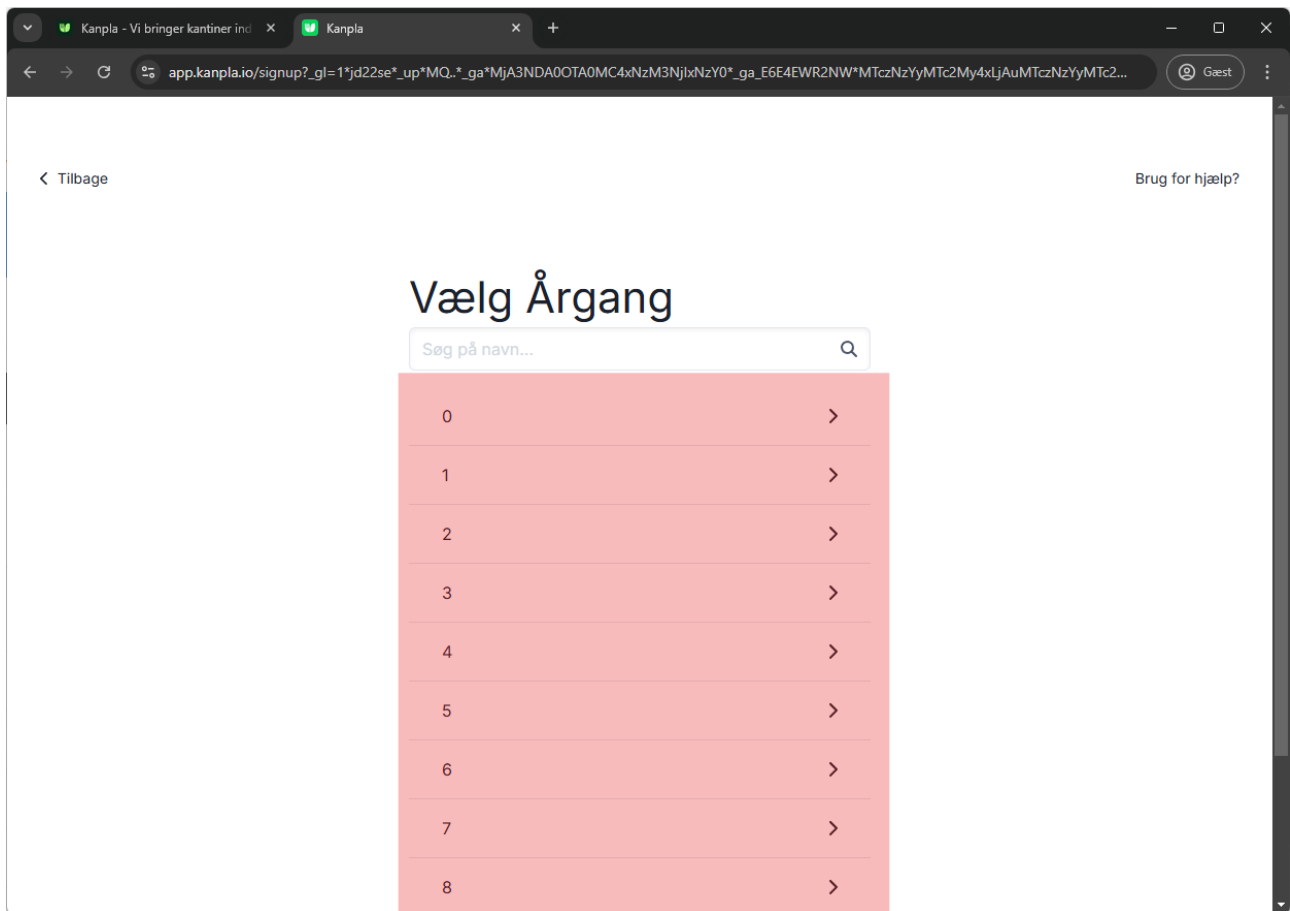 Kanpla - Vi bringer kantiner ind
Kanpla
app.kanpla.io/signup?_gl=1*jd22se*_up*MQ..*_ga*MjA3NDA0OTA0MC4xNzM3NjIxNzY0*_ga_E6E4EWR2NW*MTczNzYyMTc2My4xLjAuMTczNzYyMTc2...
Gæst
Tilbage
Brug for hjælp?
Vælg Årgang
Søg på navn...
0
1
2
3
4
5
6
7
8